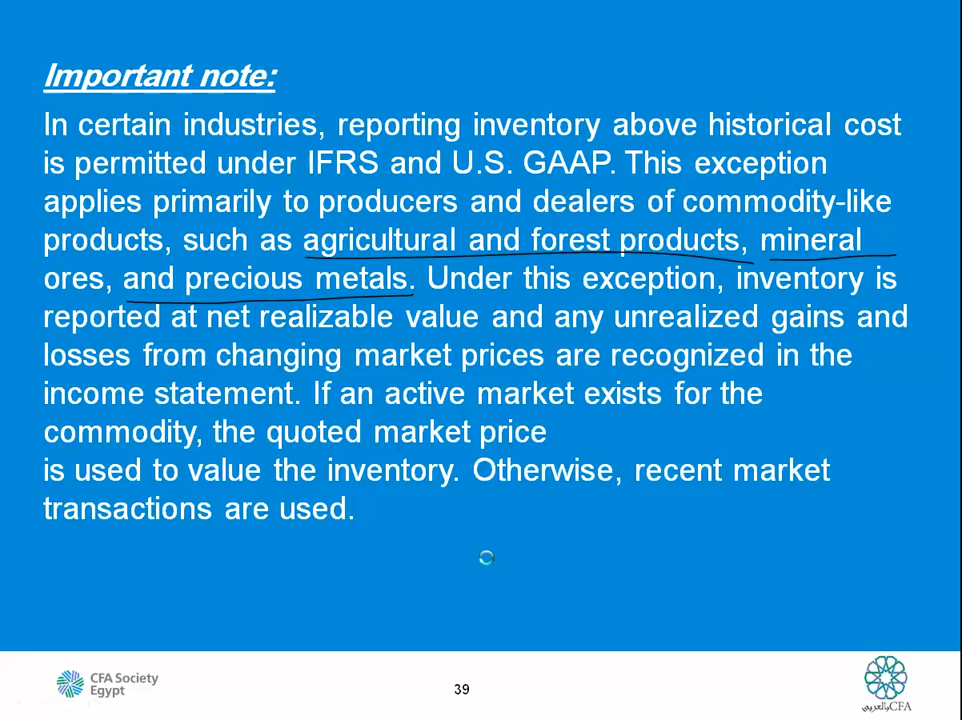 Important note:
In certain industries, reporting inventory above historical cost
is permitted under IFRS and U.S. GAAP. This exception
applies primarily to producers and dealers of commodity-like
products, such as agricultural and forest products, mineral
ores, and precious metals. Under this exception, inventory is
reported at net realizable value and any unrealized gains and
losses from changing market prices are recognized in the
income statement. If an active market exists for the
commodity, the quoted market price
is used to value the inventory. Otherwise, recent market
transactions are used.
CFA Society
Egypt
39
CFAبالعربي